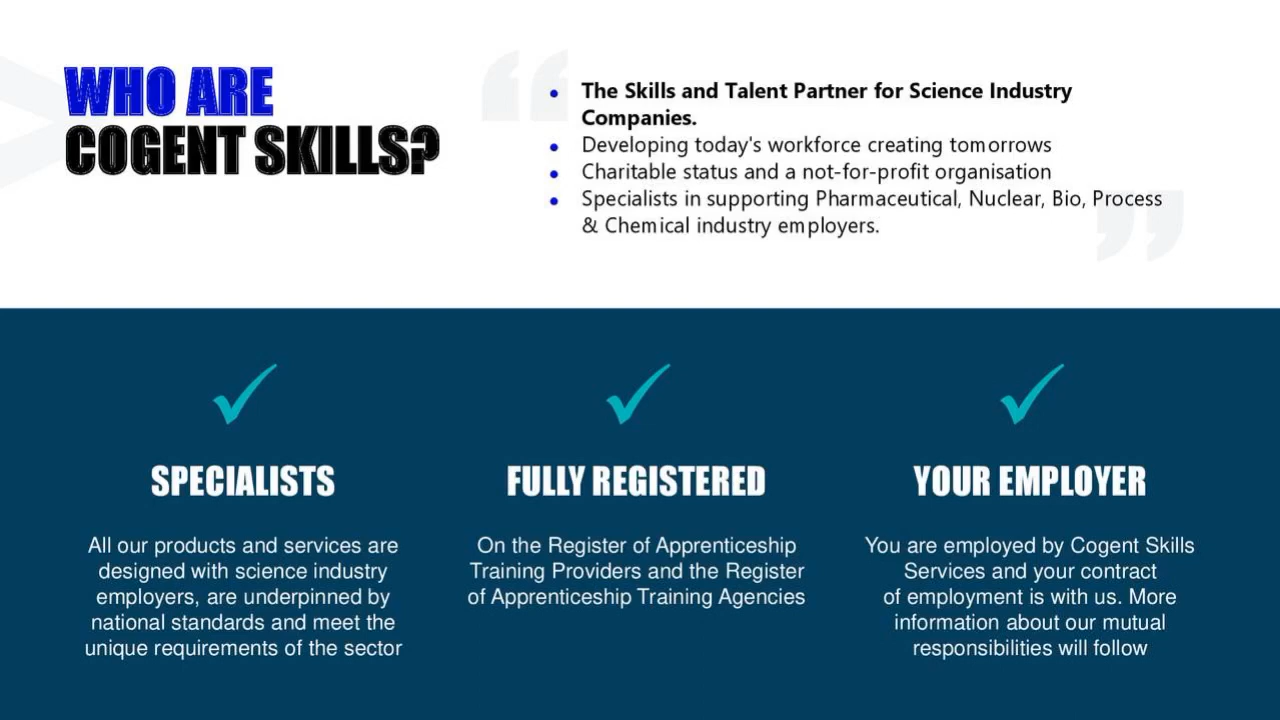 WHO ARE
COGENT SKILLS?
The Skills and Talent Partner for Science Industry
Companies.
Developing today's workforce creating tomorrows
Charitable status and a not-for-profit organisation
Specialists in supporting Pharmaceutical, Nuclear, Bio, Process
& Chemical industry employers.
SPECIALISTS
All our products and services are
designed with science industry
employers, are underpinned by
national standards and meet the
unique requirements of the sector
FULLY REGISTERED
On the Register of Apprenticeship
Training Providers and the Register
of Apprenticeship Training Agencies
YOUR EMPLOYER
You are employed by Cogent Skills
Services and your contract
of employment is with us. More
information about our mutual
responsibilities will follow